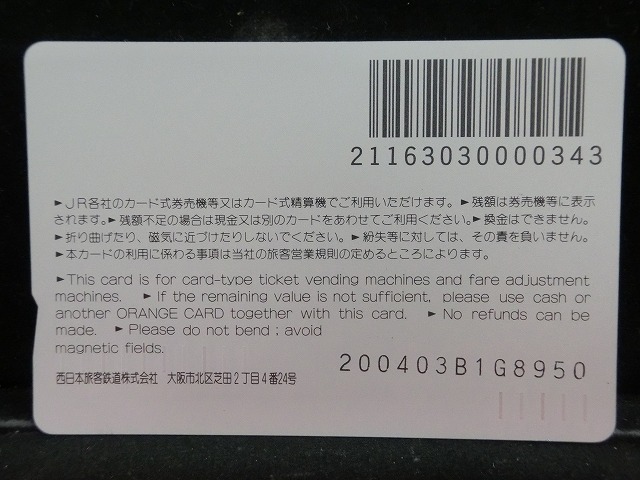 21163030000343
►JR各社のカード式券売機等又はカード式精算機でご利用いただけます。►残額は券売機等に表示
されます。►残額不足の場合は現金又は別のカードをあわせてご利用ください。►換金はできません。
►折り曲げたり、磁気に近づけたりしないでください。►紛失等に対しては、その責を負いません。
►本カードの利用に係わる事項は当社の旅客営業規則の定めるところによります。
►This card is for card-type ticket vending machines and fare adjustment
machines. ►If the remaining value is not sufficient, please use cash or
another ORANGE CARD together with this card. ►No refunds can be
made. ►Please do not bend ; avoid
magnetic fields.
200403B1G8950
西日本旅客鉄道株式会社 大阪市北区芝田2丁目4番24号